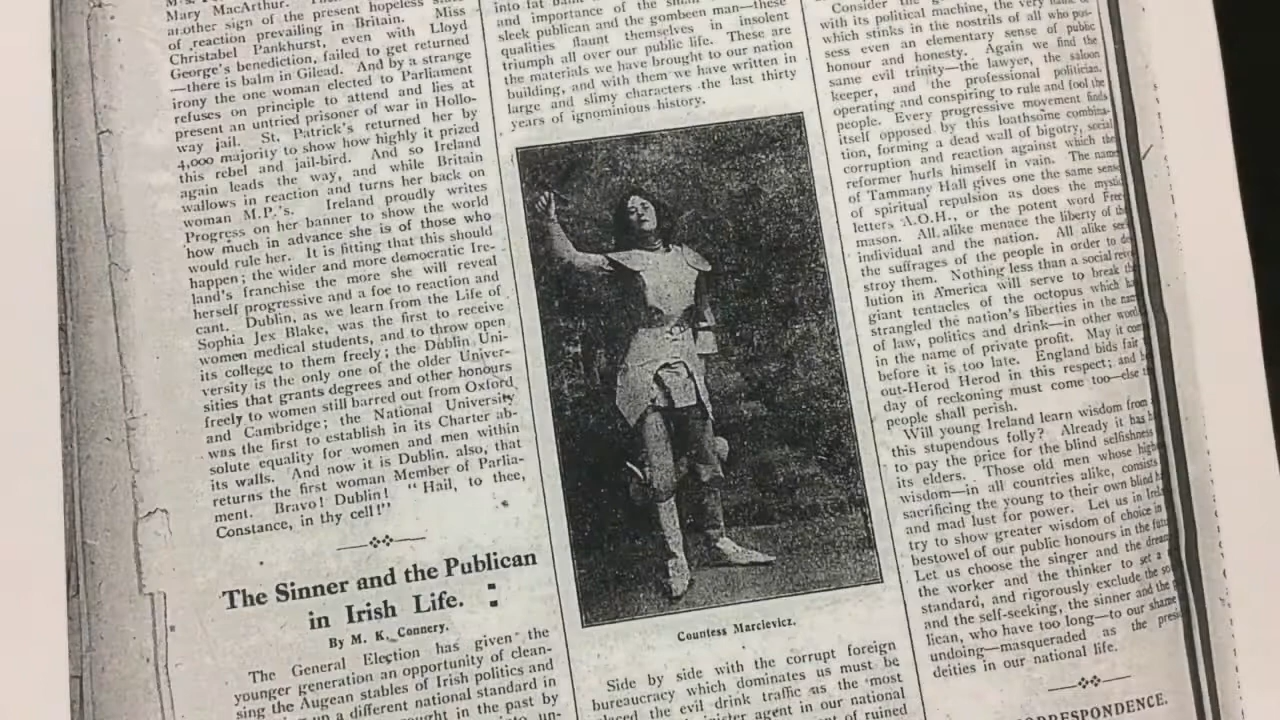 Mary MacArthur.
another sign of the present hopeless
of reaction prevailing in Britain. Miss
Christabel Pankhurst, even with Lloyd
George's benediction, failed to get returned
—there is balm in Gilead. And by a strange
irony the one woman elected to Parliament
refuses on principle to attend and lies at
present an untried prisoner of war in Hollo-
way jail. St. Patrick's returned her by
4,000 majority to show how highly it prized
this rebel and jail-bird. And so Ireland
again leads the way, and while Britain
wallows in reaction and turns her back on
woman M.P.'s. Ireland proudly writes
Progress on her banner to show the world
how much in advance she is of those who
would rule her. It is fitting that this should
happen; the wider and more democratic Ire-
land's franchise the more she will reveal
herself progressive and a foe to reaction and
cant. Dublin, as we learn from the Life of
Sophia Jex Blake, was the first to receive
women medical students, and to throw open
its college to them freely; the Dublin Uni-
versity is the only one of the older Univer-
sities that grants degrees and other honours
freely to women still barred out from Oxford
and Cambridge; the National University
was the first to establish in its Charter ab-
solute equality for women and men within
its walls. And now it is Dublin, also, that
returns the first woman Member of Parlia-
ment. Bravo! Dublin! "Hail, to thee,
Constance, in thy cell!"
The Sinner and the Publican
in Irish Life.
By M. K. Connery.
The General Election has given the
younger generation an opportunity of clean-
sing the Augean stables of Irish politics and
a different national standard in
in the past by
into fat
and importance of the
sleek publican and the gombeen man—these
qualities flaunt themselves in insolent
triumph all over our public life. These are
the materials we have brought to our nation
building, and with them we have written in
large and slimy characters the last thirty
years of ignominious history.
Countess Marcievicz.
Side by side with the corrupt foreign
bureaucracy which dominates us must be
placed the evil drink traffic as the most
agent in our national
of ruined
Consider the
with its political machine, the very
which stinks in the nostrils of all who pos-
sess even an elementary sense of public
honour and honesty. Again we find the
same evil trinity—the lawyer, the saloon
keeper, and the professional politician,
operating and conspiring to rule and fool the
people. Every progressive movement finds
itself opposed by this loathsome combina-
tion, forming a dead wall of bigotry, social
corruption and reaction against which the
reformer hurls himself in vain. The name
of Tammany Hall gives one the same sense
of spiritual repulsion as does the mystic
letters A.O.H., or the potent word Free
mason. All alike menace the liberty of the
individual and the nation. All alike
the suffrages of the people in order to
stroy them. Nothing less than a social
lution in America will serve to break the
giant tentacles of the octopus which
strangled the nation's liberties in the
of law, politics and drink—in other words
in the name of private profit. May it
before it is too late. England bids fair
out-Herod Herod in this respect; and
day of reckoning must come too—else
people shall perish.
Will young Ireland learn wisdom from
this stupendous folly? Already it has
to pay the price for the blind selfishness
its elders. Those old men whose
wisdom—in all countries alike, consists
sacrificing the young to their own blind
and mad lust for power. Let us in
try to show greater wisdom of choice in
bestowel of our public honours in the
Let us choose the singer and the
the worker and the thinker to set a
standard, and rigorously exclude the
and the self-seeking, the sinner and the
lican, who have too long—to our shame
undoing—masqueraded as the
deities in our national life.
CORRESPONDENCE.